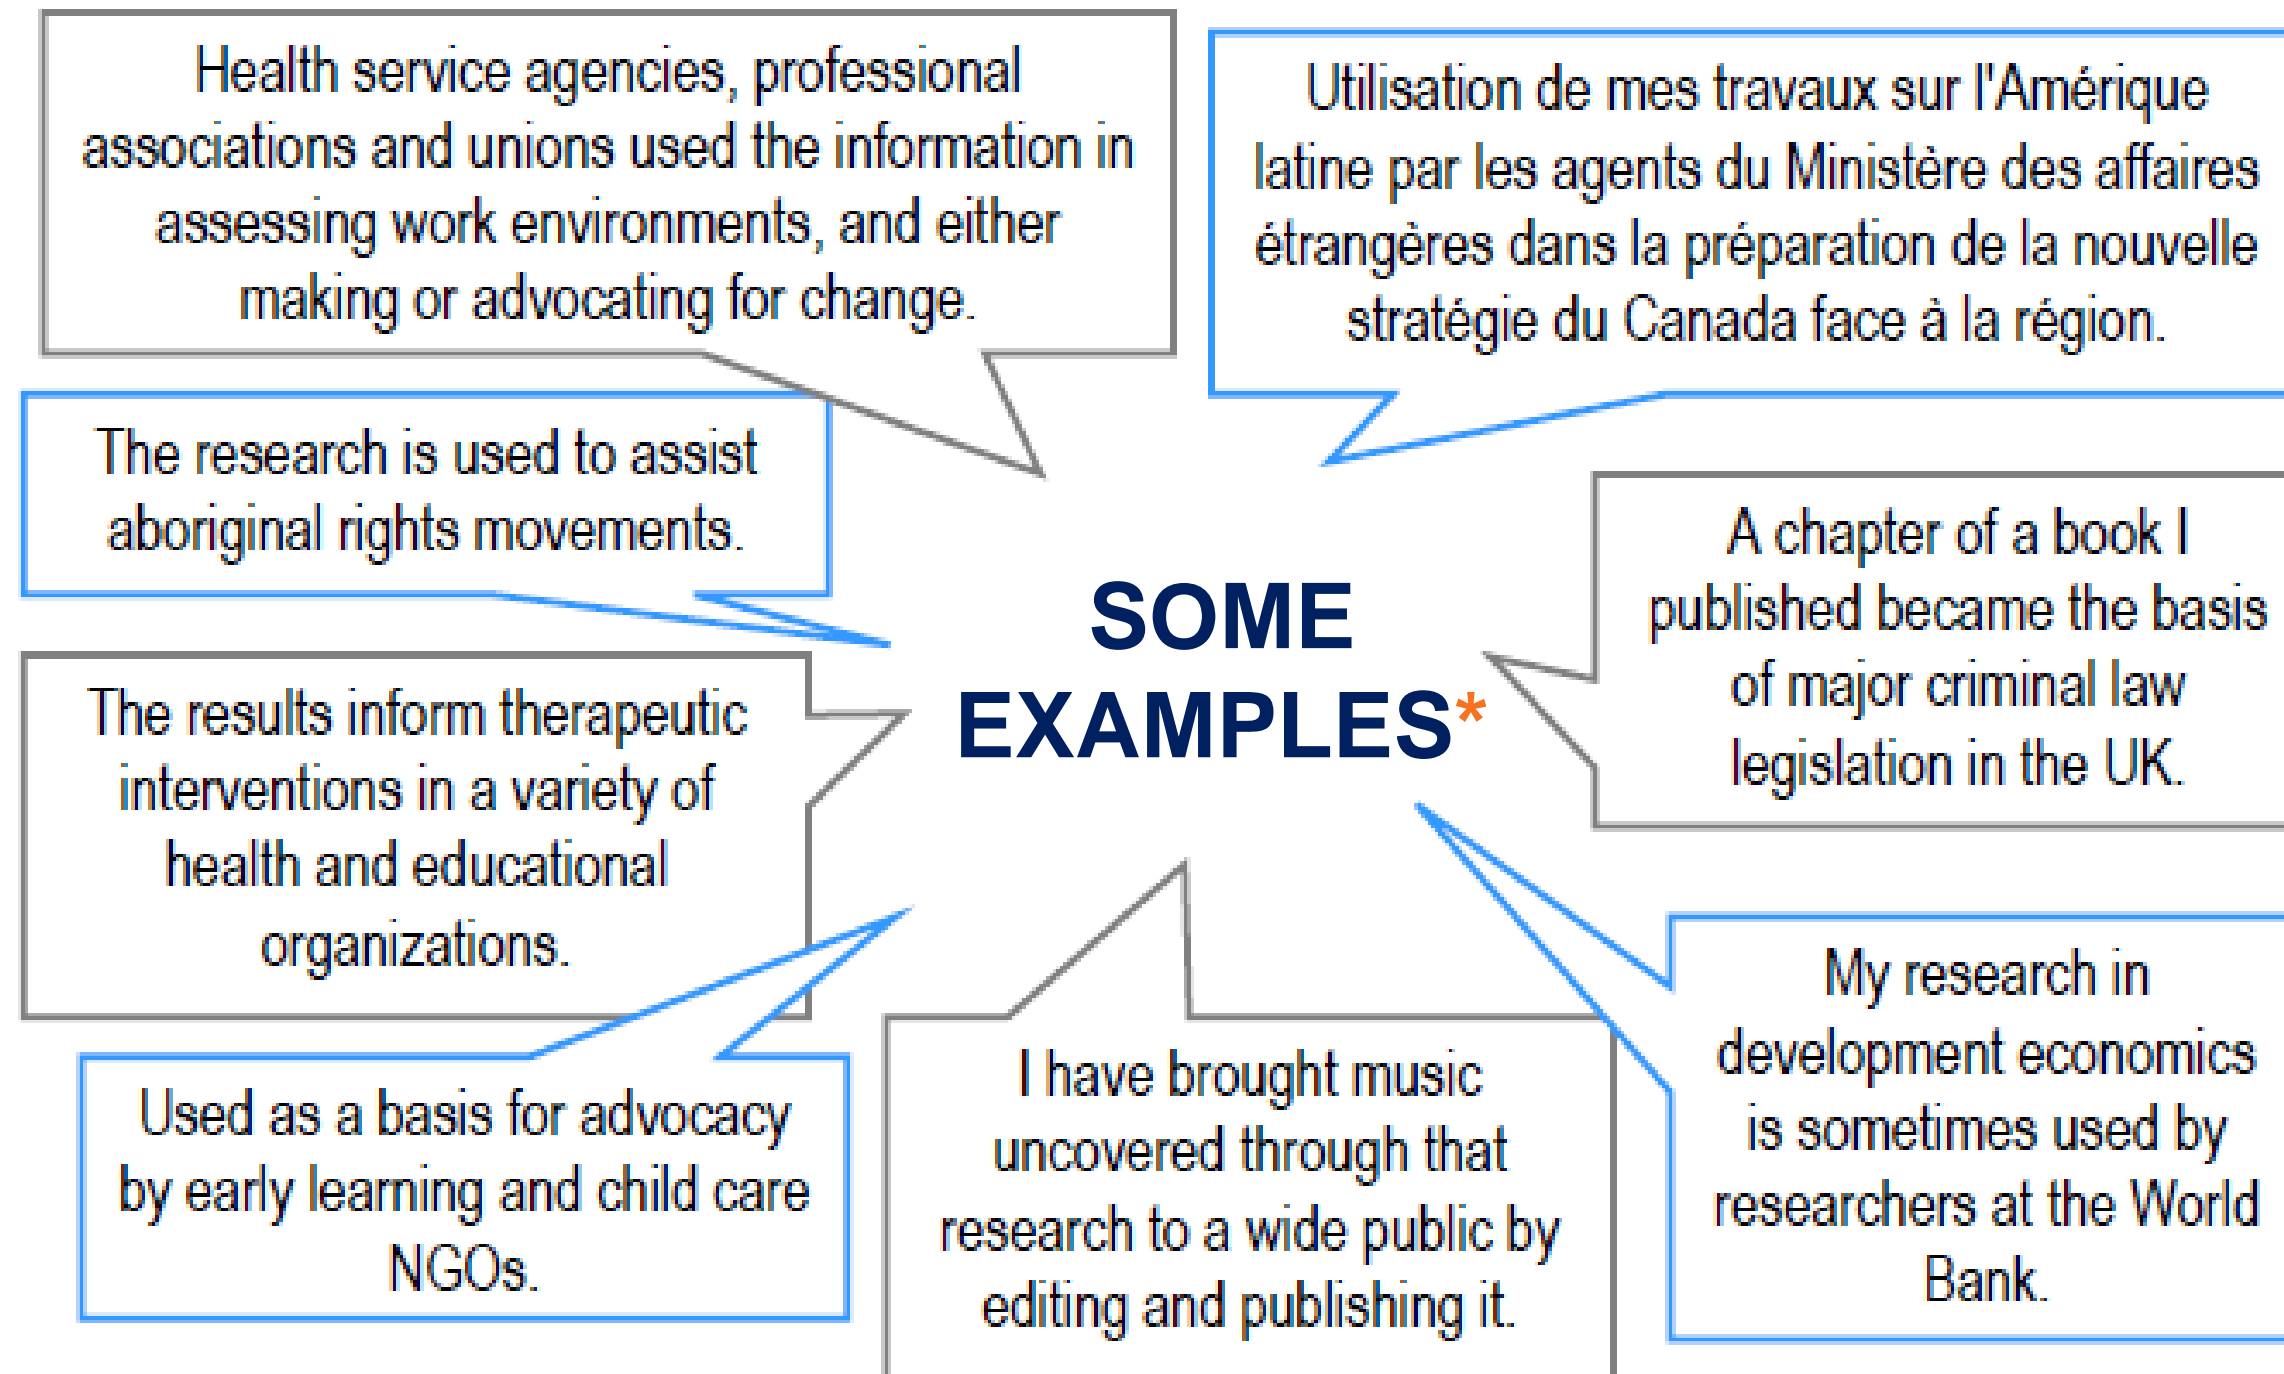 Health service agencies, professional
associations and unions used the information in
assessing work environments, and either
making or advocating for change.
Utilisation de mes travaux sur l'Amérique
latine par les agents du Ministère des affaires
étrangères dans la préparation de la nouvelle
stratégie du Canada face à la région.
The research is used to assist
aboriginal rights movements.
SOME
EXAMPLES*
A chapter of a book I
published became the basis
of major criminal law
legislation in the UK.
The results inform therapeutic
interventions in a variety of
health and educational
organizations.
My research in
development economics
is sometimes used by
researchers at the World
Bank.
Used as a basis for advocacy
by early learning and child care
NGOs.
I have brought music
uncovered through that
research to a wide public by
editing and publishing it.